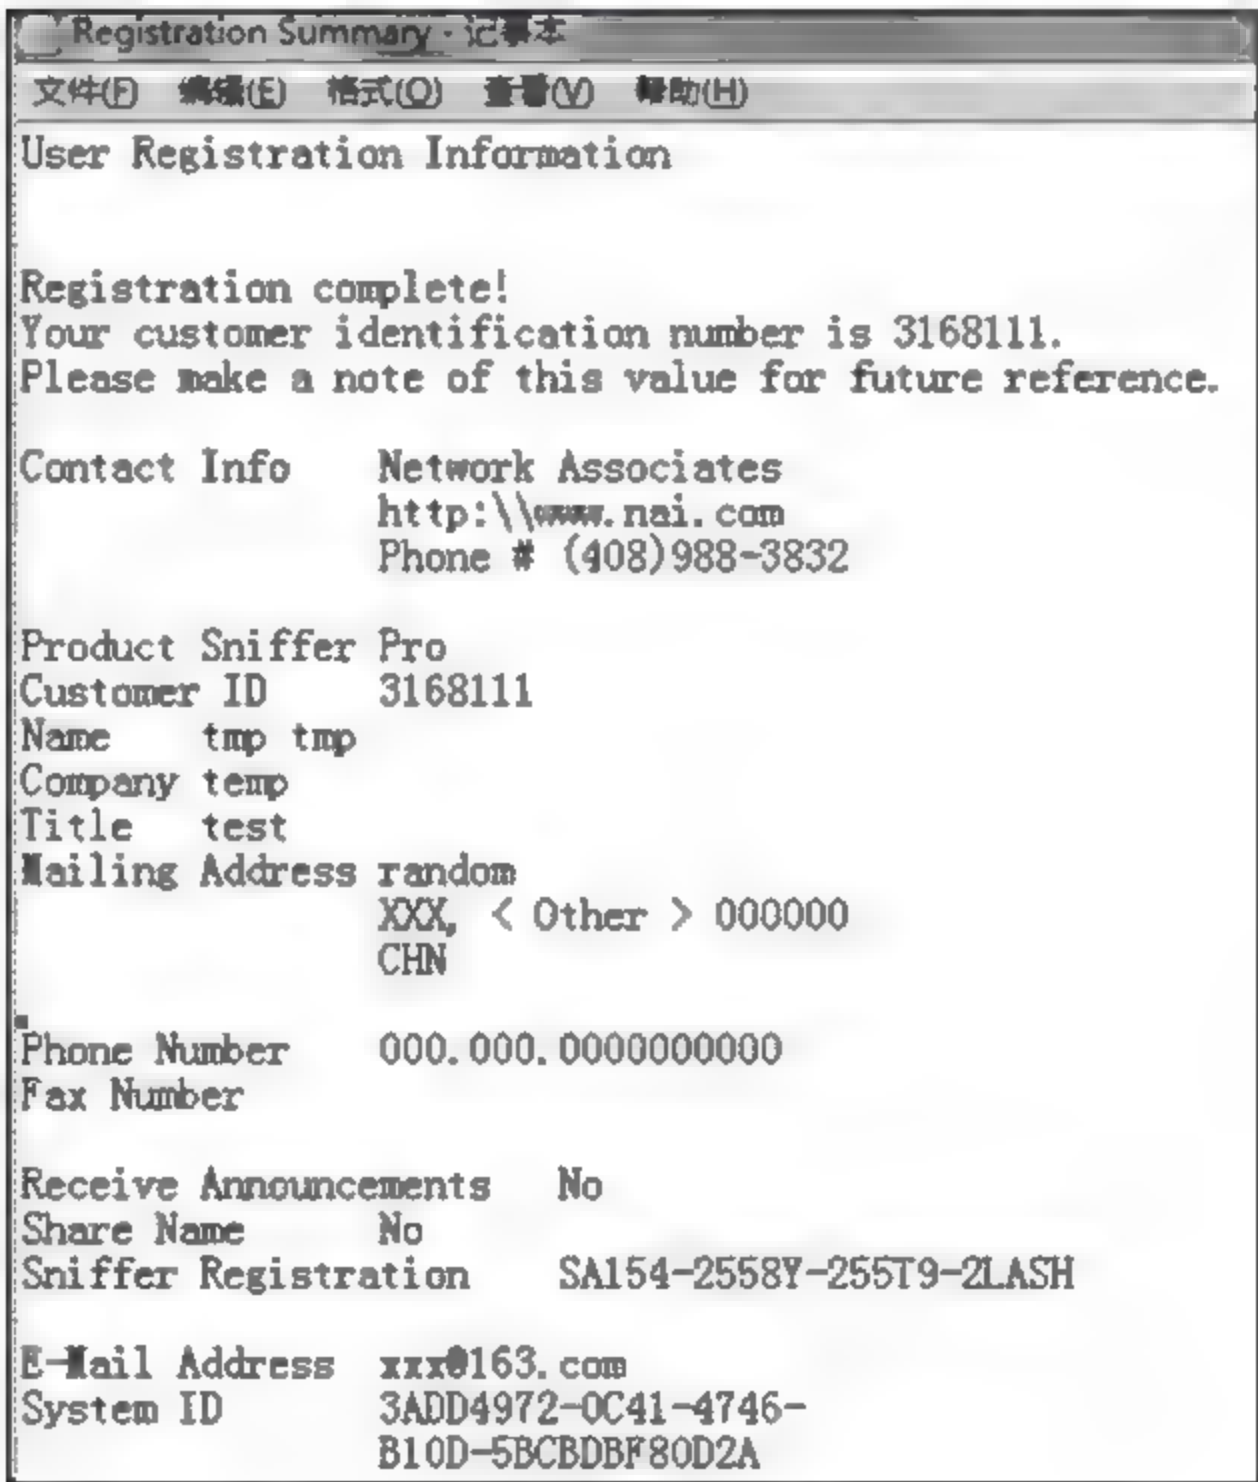 Registration Summary - 记事本
文件(F) 编辑(E) 格式(O) 查看(V) 帮助(H)
User Registration Information
Registration complete!
Your customer identification number is 3168111.
Please make a note of this value for future reference.
Contact Info Network Associates
http:\\www.nai.com
Phone # (408)988-3832
Product Sniffer Pro
Customer ID 3168111
Name tmp tmp
Company temp
Title test
Mailing Address random
XXX, < Other > 000000
CHN
Phone Number 000.000.0000000000
Fax Number
Receive Announcements No
Share Name No
Sniffer Registration SA154-2558Y-255T9-2LASH
E-Mail Address xxx@163.com
System ID 3ADD4972-0C41-4746-
B10D-5BCBDBF80D2A